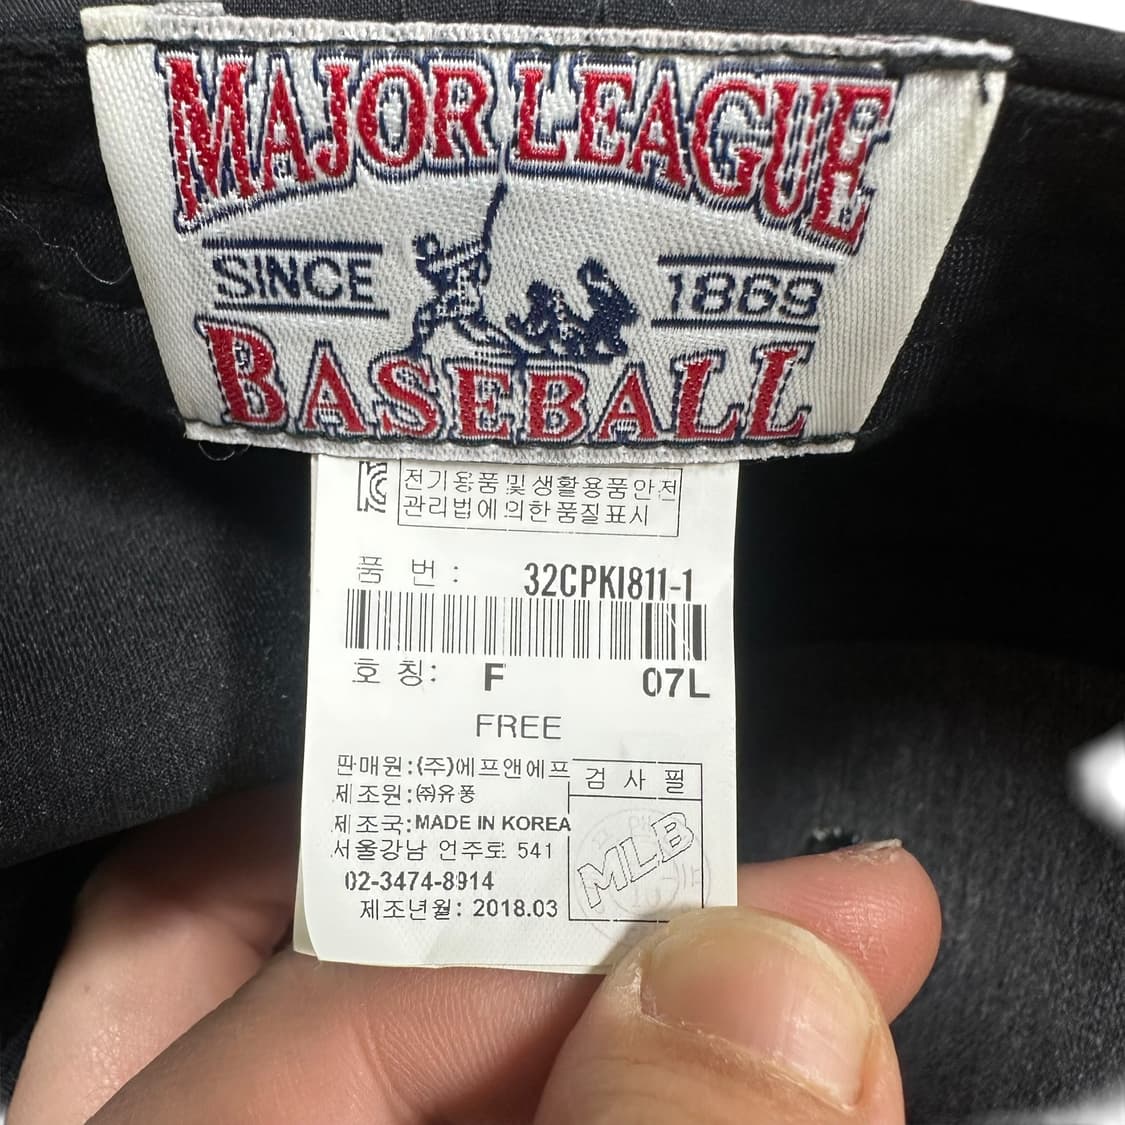 MAJOR LEAGUE
SINCE 1869
BASEBALL
전기용품 및 생활용품안전
관리법에 의한 품질표시
품 번 : 32CPKI811-1
호 칭: F 07L
FREE
판매원:(주)에프앤에프
제조원:㈜유풍
제조국:MADE IN KOREA
서울강남 언주로 541
02-3474-8914
제조년월: 2018.03
검 사 필
MLB